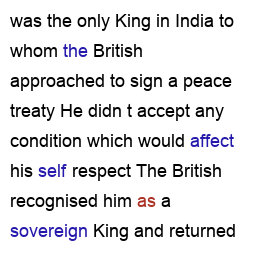 was the only King in India to
whom the British
approached to sign a peace
treaty He didn t accept any
condition which would affect
his self respect The British
recognised him as a
sovereign King and returned